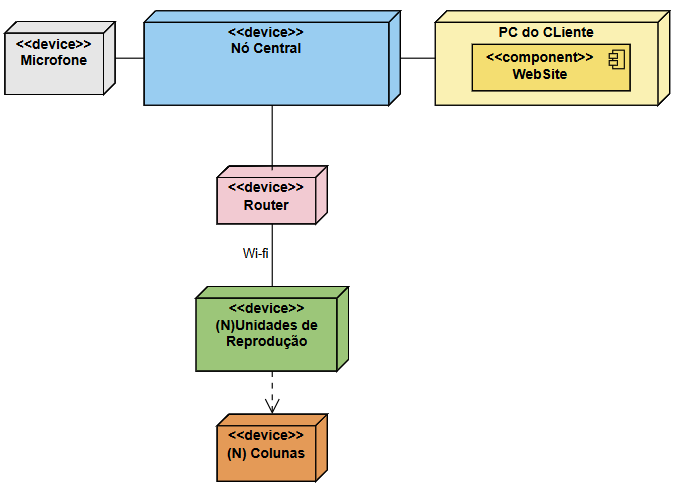 <<device>>
Microfone
<<device>>
Nó Central
PC do CLiente
<<component>>
WebSite
<<device>>
Router
Wi-fi
<<device>>
(N)Unidades de
Reprodução
<<device>>
(N) Colunas